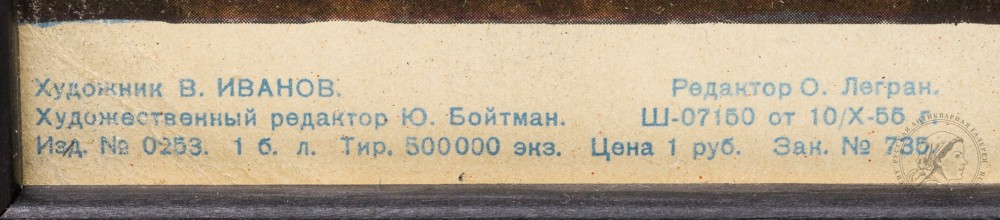 Художник В. ИВАНОВ. Редактор О. Легран.
Художественный редактор Ю. Бойтман. Ш-07150 от 10/X-55 г.
Изд. № 0253. 1 б. л. Тир. 500000 экз. Цена 1 руб. Зак. № 735.